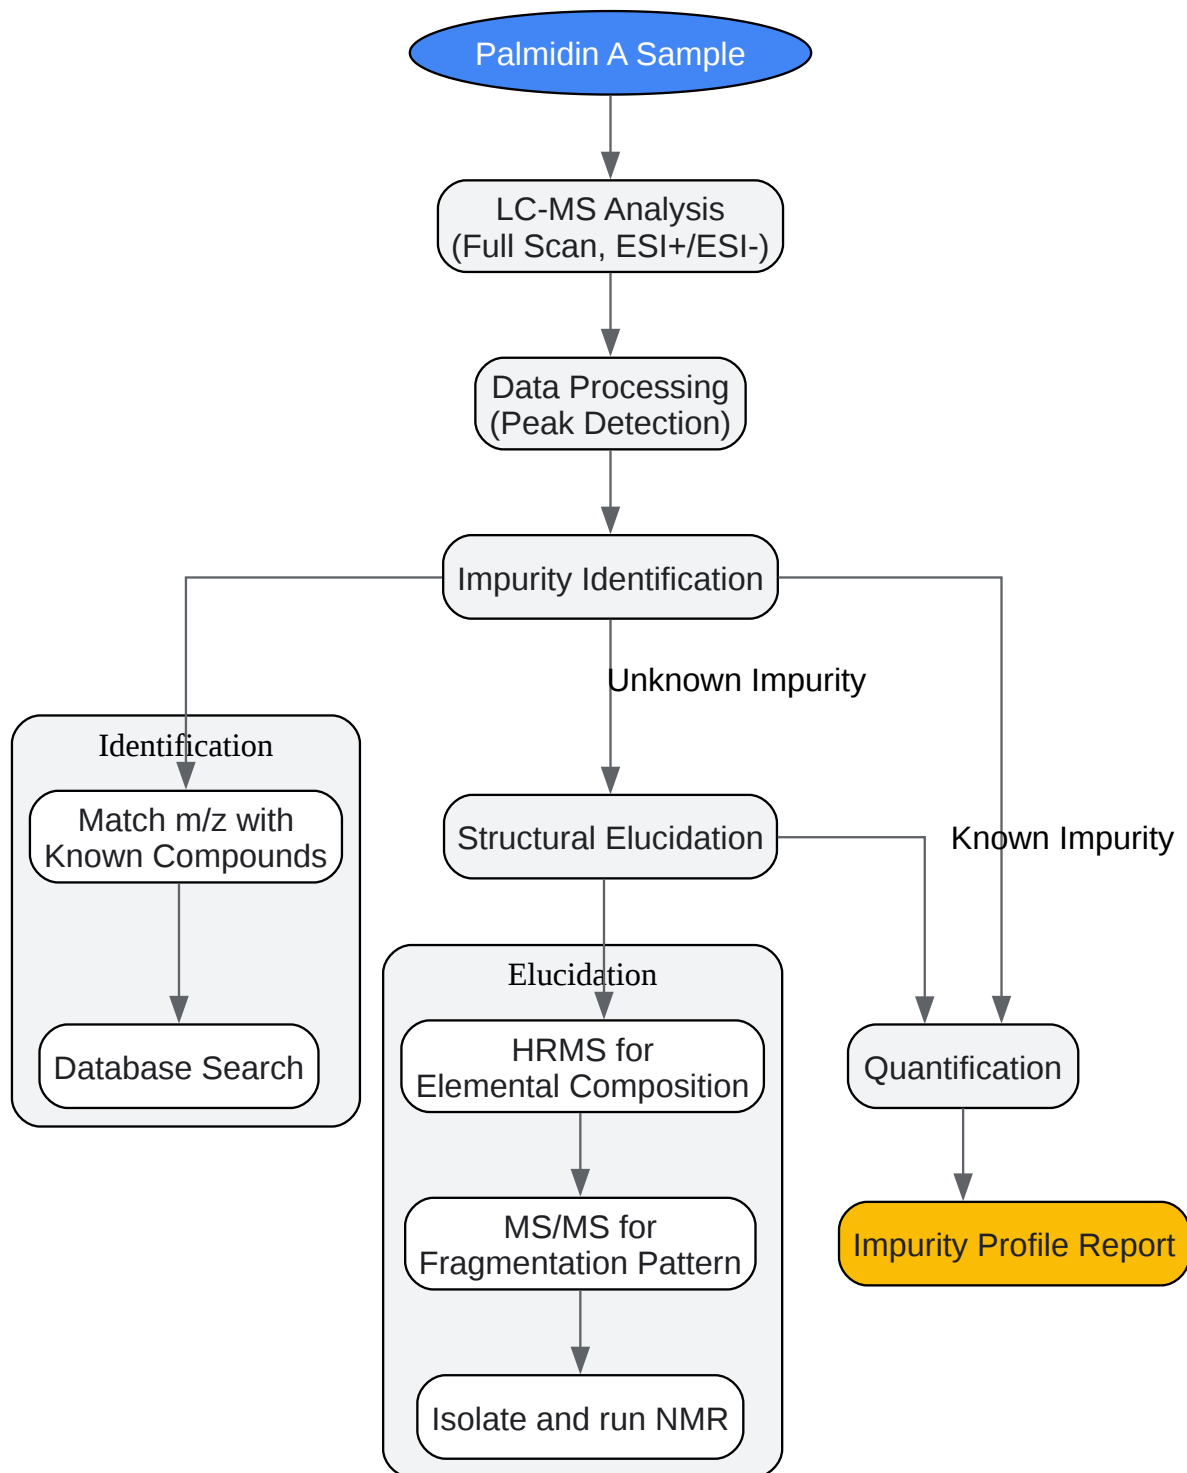 Palmidin A Sample
LC-MS Analysis
(Full Scan, ESI+/ESI-)
Data Processing
(Peak Detection)
Impurity Identification
Unknown Impurity
Identification
Match m/z with
Known Compounds
Structural Elucidation
Known Impurity
Elucidation
HRMS for
Elemental Composition
Database Search
Quantification
MS/MS for
Fragmentation Pattern
Impurity Profile Report
Isolate and run NMR